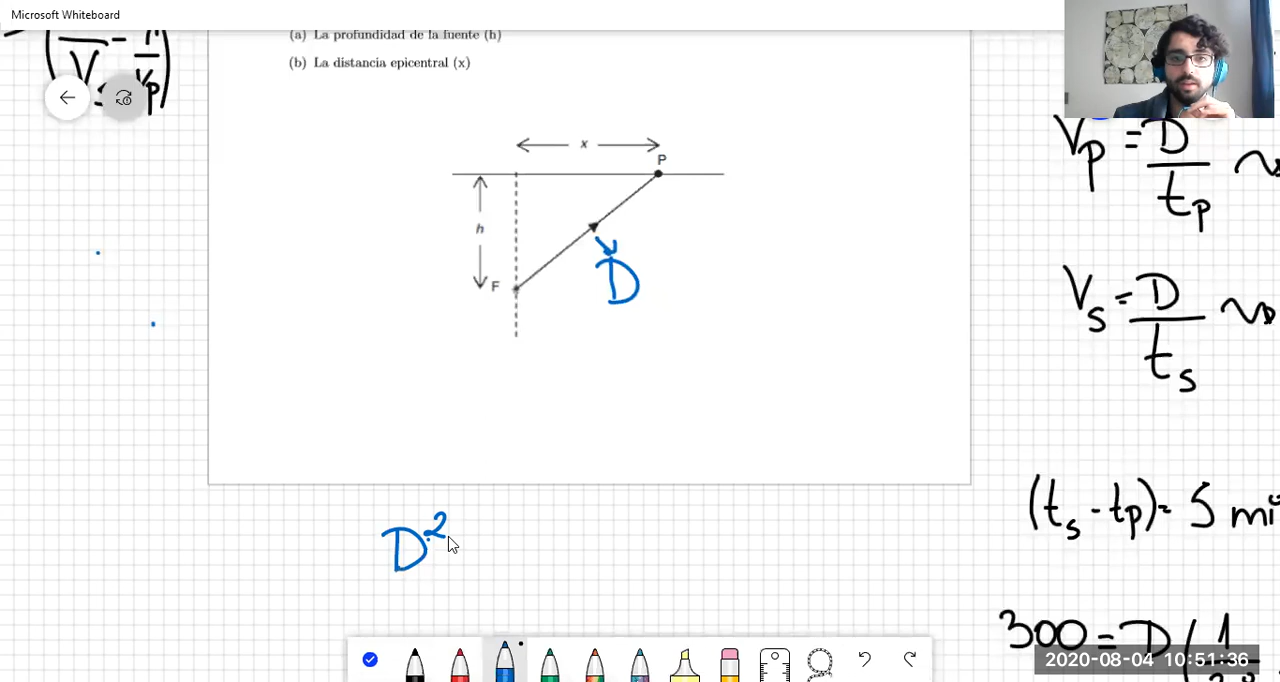 Microsoft Whiteboard
(a) La profundidad de la fuente (h)
(b) La distancia epicentral (x)
x
P
h
F
D
D²
Vp = D / tp
Vs = D / ts
(ts - tp) = 5 mi
300 = D ( 1
2020-08-04 10:51:36